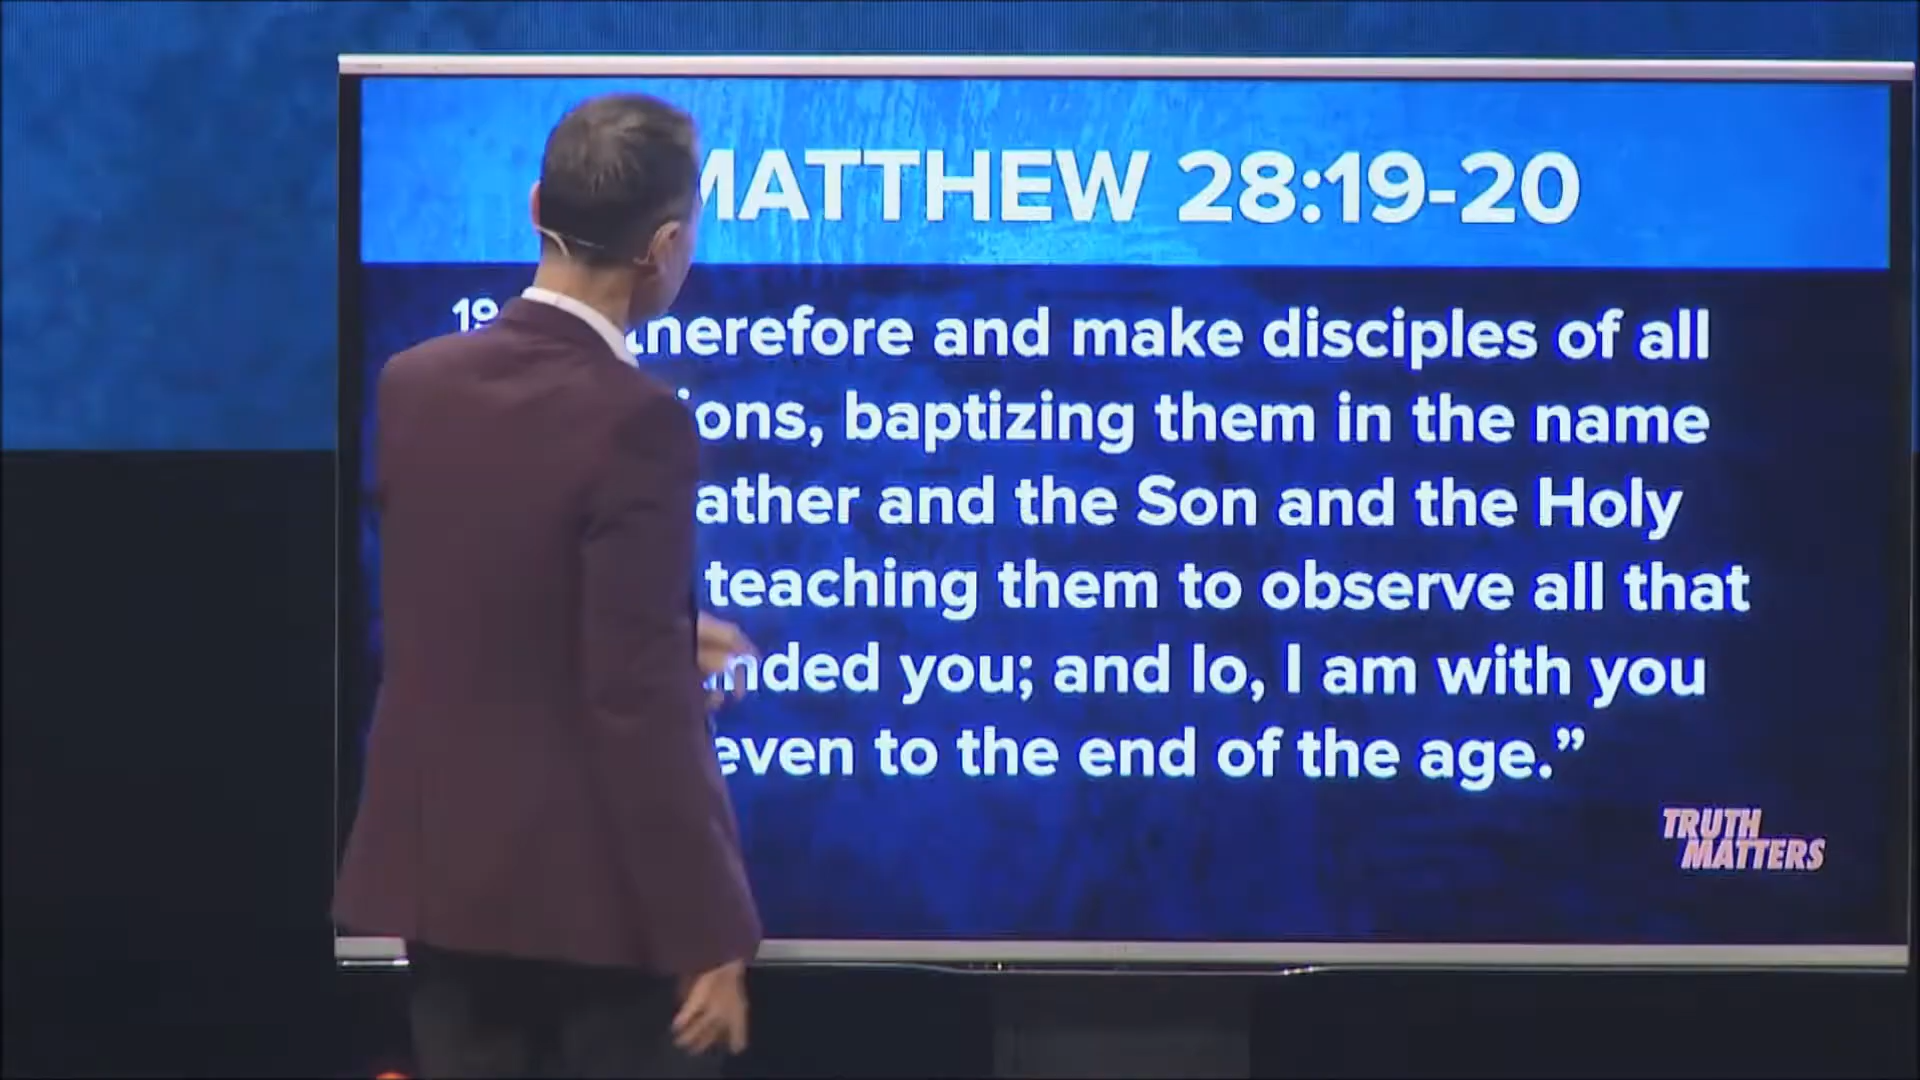 MATTHEW 28:19-20
therefore and make disciples of all
ions, baptizing them in the name
ather and the Son and the Holy
teaching them to observe all that
nded you; and lo, I am with you
even to the end of the age.”
TRUTH
MATTERS